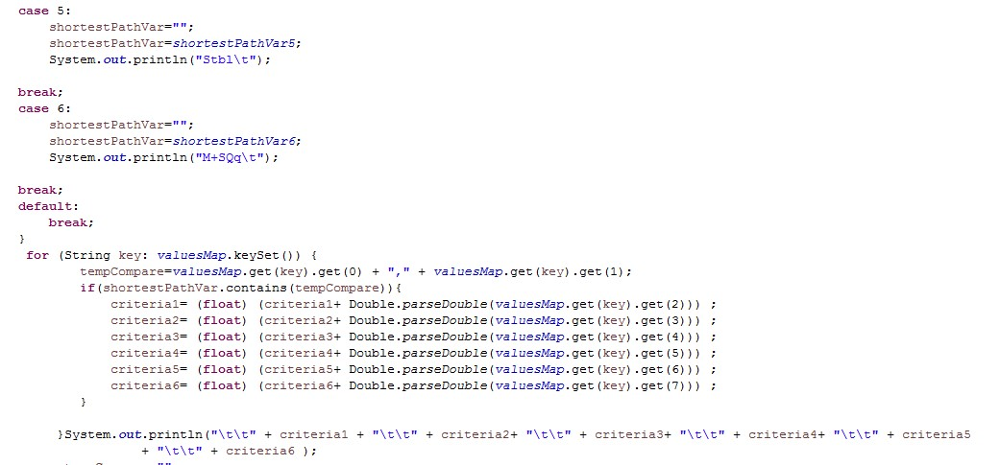 case 5:
shortestPathVar="";
shortestPathVar=shortestPathVar5;
System.out.println("Stbl\t");
break;
case 6:
shortestPathVar="";
shortestPathVar=shortestPathVar6;
System.out.println("M+SQq\t");
break;
default:
break;
}
for (String key: valuesMap.keySet()) {
tempCompare=valuesMap.get(key).get(0) + "," + valuesMap.get(key).get(1);
if(shortestPathVar.contains(tempCompare)){
criteria1= (float) (criteria1+ Double.parseDouble(valuesMap.get(key).get(2))) ;
criteria2= (float) (criteria2+ Double.parseDouble(valuesMap.get(key).get(3))) ;
criteria3= (float) (criteria3+ Double.parseDouble(valuesMap.get(key).get(4))) ;
criteria4= (float) (criteria4+ Double.parseDouble(valuesMap.get(key).get(5))) ;
criteria5= (float) (criteria5+ Double.parseDouble(valuesMap.get(key).get(6))) ;
criteria6= (float) (criteria6+ Double.parseDouble(valuesMap.get(key).get(7))) ;
}
}System.out.println("\t\t" + criteria1 + "\t\t" + criteria2+ "\t\t" + criteria3+ "\t\t" + criteria4+ "\t\t" + criteria5
+ "\t\t" + criteria6 );